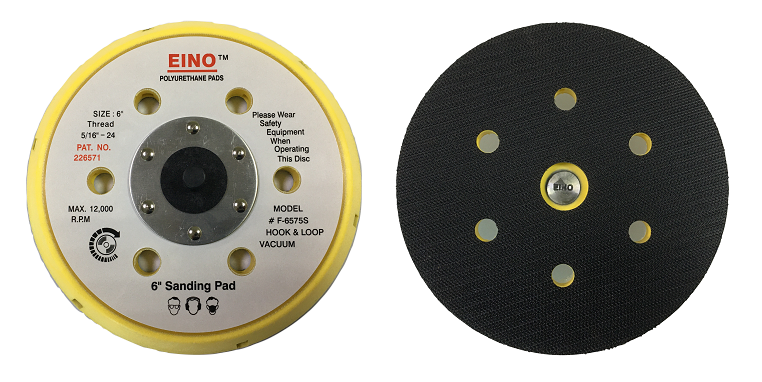 EINO™
POLYURETHANE PADS
SIZE : 6"
Thread
5/16" - 24
PAT. NO.
226571
MAX. 12,000
R.P.M
Please Wear
Safety
Equipment
When
Operating
This Disc
MODEL
# F-6575S
HOOK & LOOP
VACUUM
6" Sanding Pad
EINO